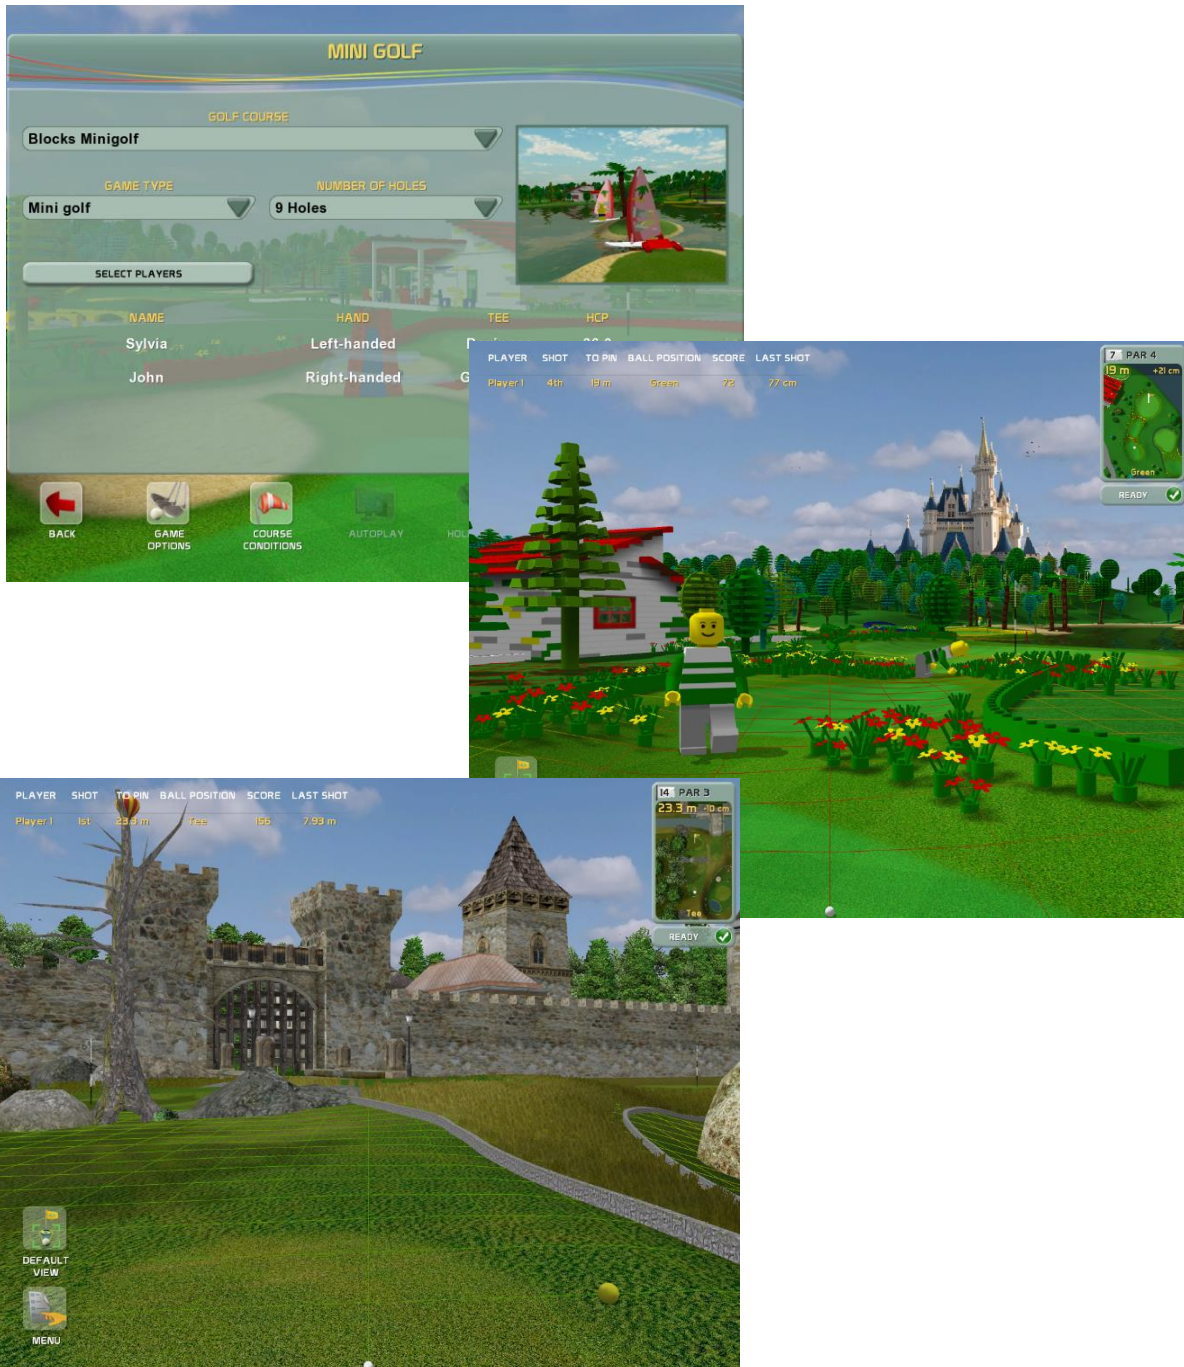 MINI GOLF
GOLF COURSE
Blocks Minigolf
GAME TYPE NUMBER OF HOLES
Mini golf 9 Holes
SELECT PLAYERS
NAME HAND TEE HCP
Sylvia Left-handed
John Right-handed G
BACK GAME OPTIONS COURSE CONDITIONS AUTOPLAY
PLAYER SHOT TO PIN BALL POSITION SCORE LAST SHOT
Player 1 4th 19 m Green 72 77 cm
7 PAR 4
19 m +21 cm
Green
READY
PLAYER SHOT TO PIN BALL POSITION SCORE LAST SHOT
Player 1 1st 23.3 m Tee 156 7.93 m
14 PAR 3
23.3 m -10 cm
Tee
READY
DEFAULT
VIEW
MENU